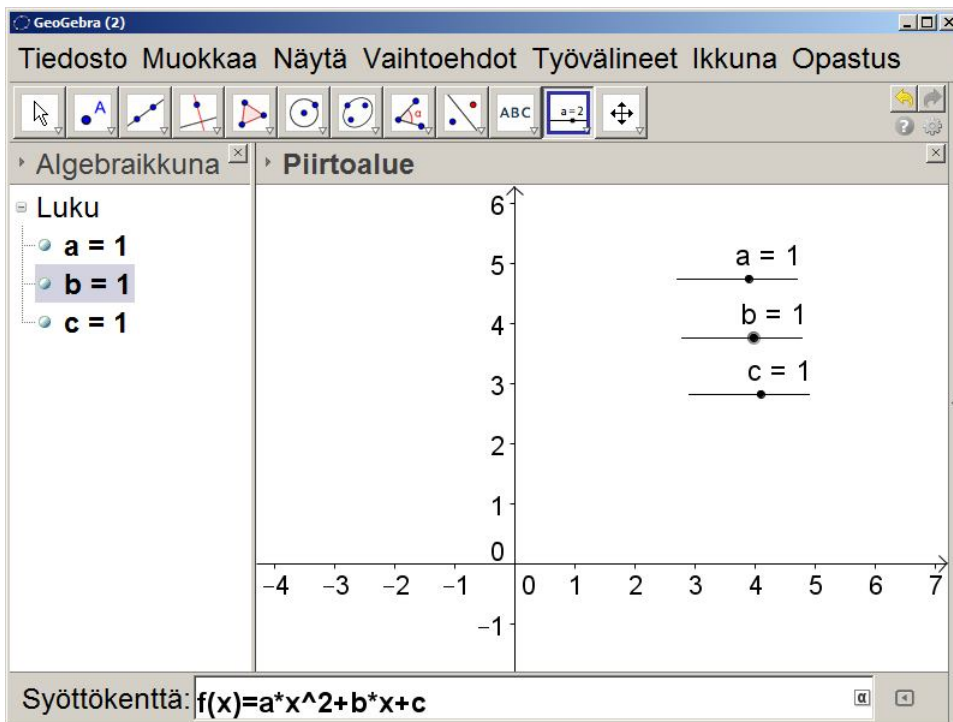 GeoGebra (2)
Tiedosto Muokkaa Näytä Vaihtoehdot Työvälineet Ikkuna Opastus
A
α
ABC
a=2
Algebraikkuna
Piirtoalue
Luku
a = 1
b = 1
c = 1
6
5
4
3
2
1
0
−1
−4 −3 −2 −1 0 1 2 3 4 5 6 7
a = 1
b = 1
c = 1
Syöttökenttä: f(x)=a*x^2+b*x+c α